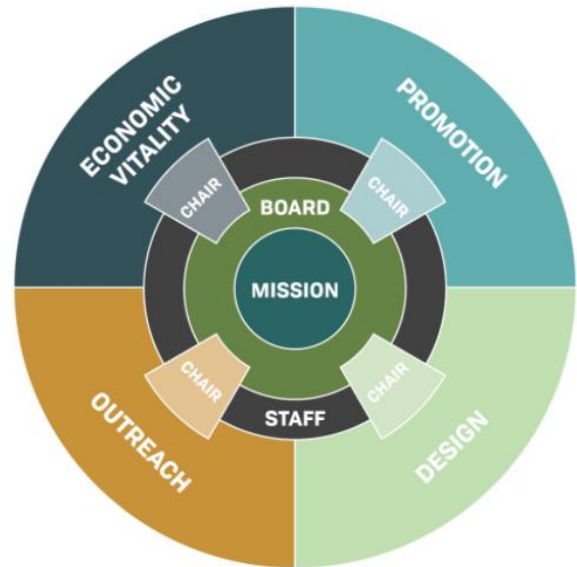 ECONOMIC
VITALITY
PROMOTION
CHAIR
CHAIR
BOARD
MISSION
CHAIR
CHAIR
STAFF
OUTREACH
DESIGN